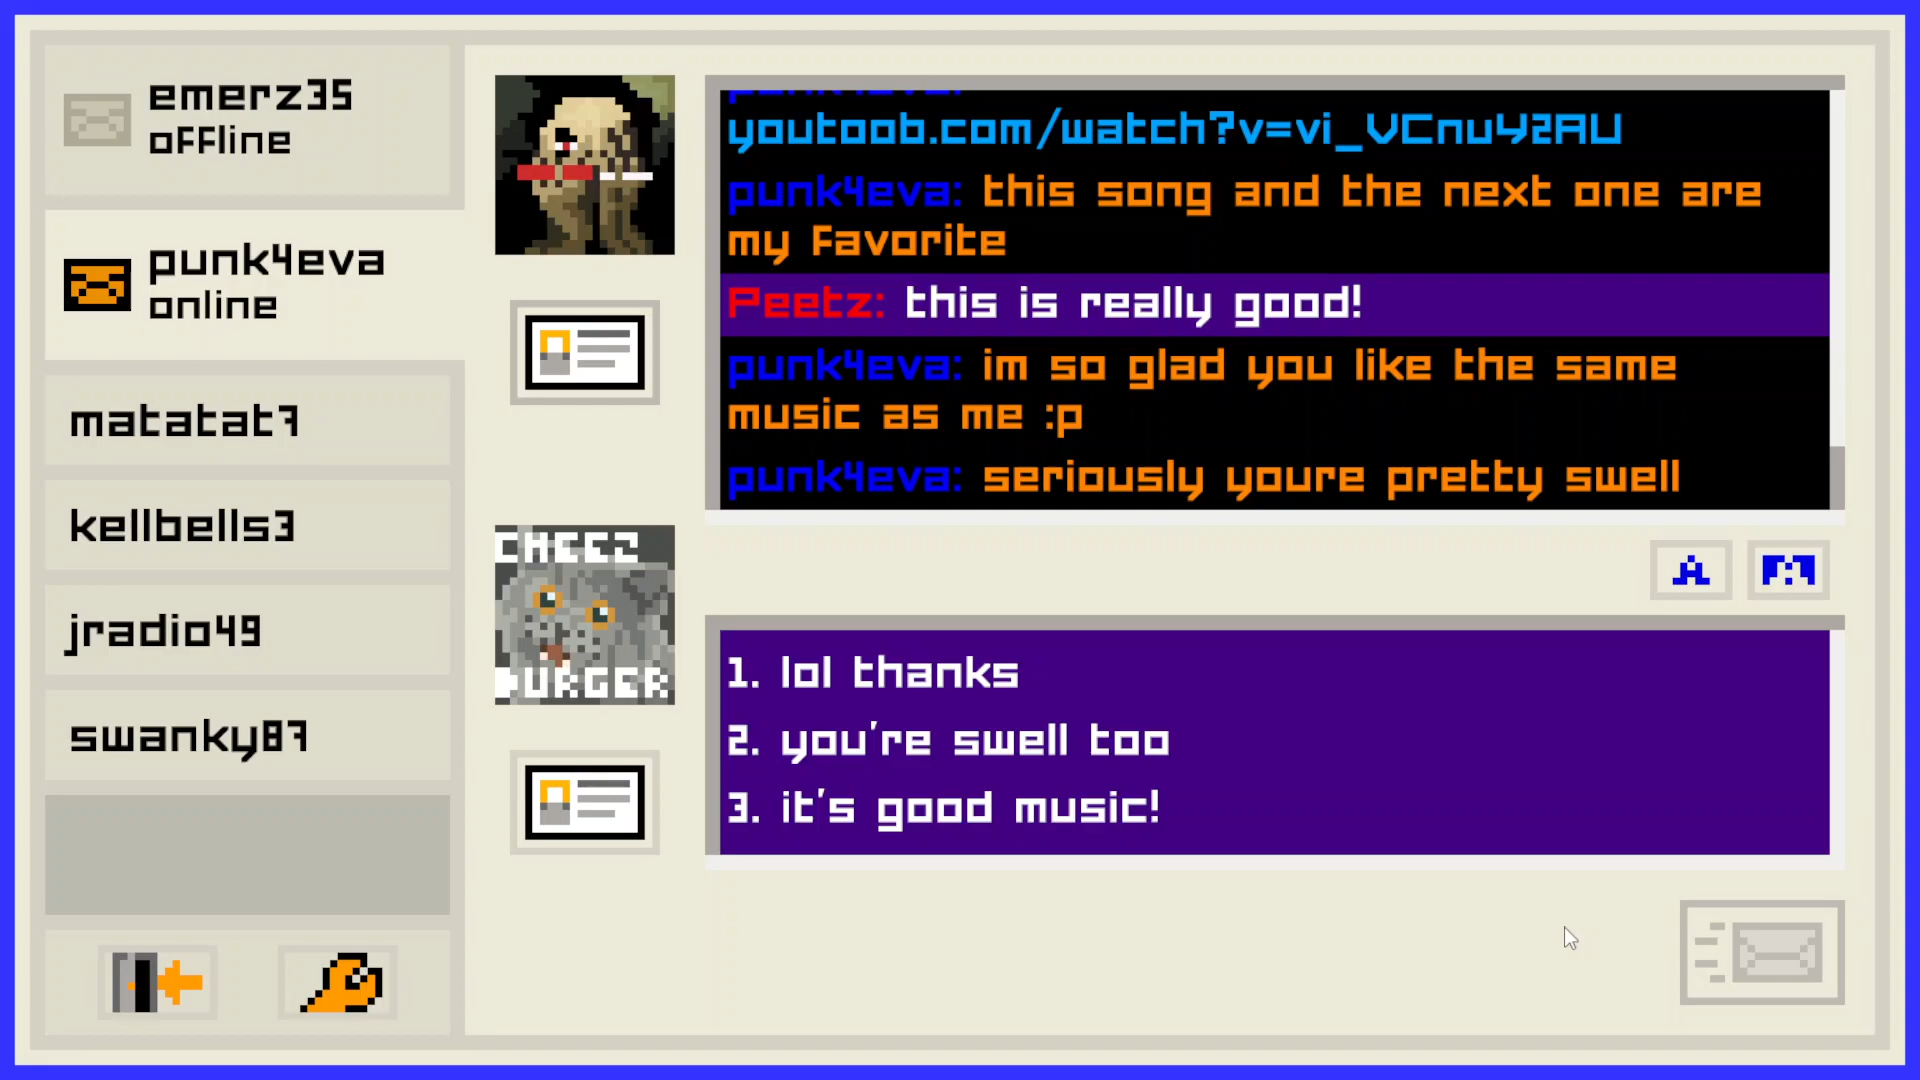 emerz35
offline
punk4eva
online
matatat7
kellbells3
jradio49
swanky87
youtoob.com/watch?v=vi_VCnuY2AU
punk4eva: this song and the next one are
my favorite
Peetz: this is really good!
punk4eva: im so glad you like the same
music as me :p
punk4eva: seriously youre pretty swell
CHEEZ
BURGER
A
1. lol thanks
2. you're swell too
3. it's good music!